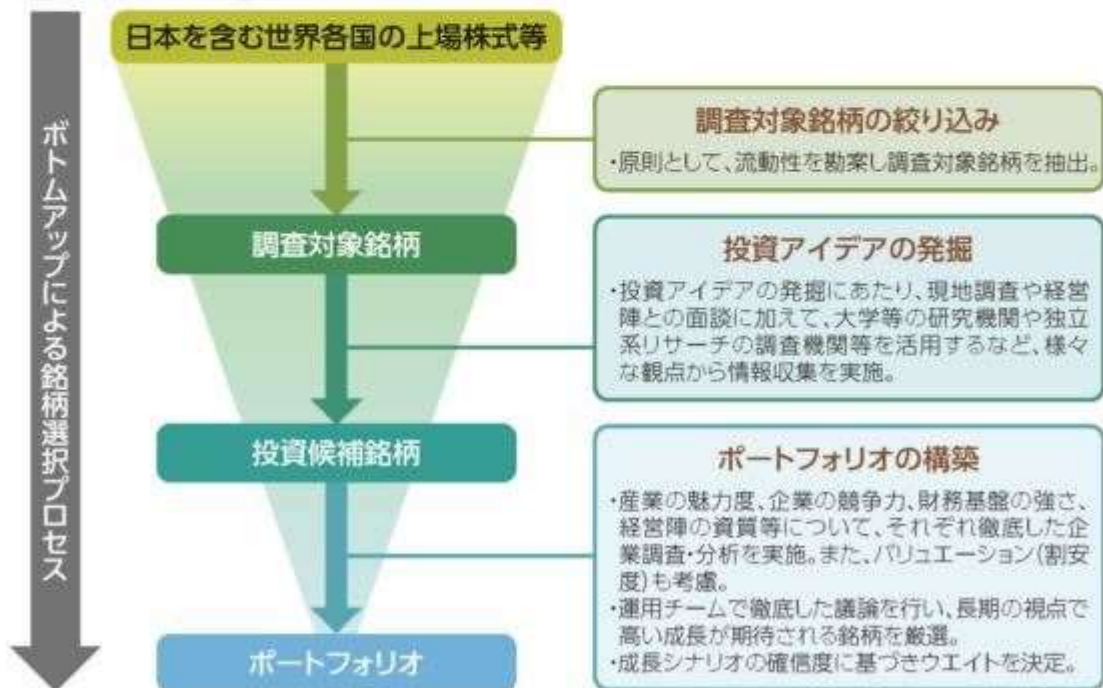 日本を含む世界各国の上場株式等
調査対象銘柄の絞り込み
・原則として、流動性を勘案し調査対象銘柄を抽出。
調査対象銘柄
投資アイデアの発掘
・投資アイデアの発掘にあたり、現地調査や経営
陣との面談に加えて、大学等の研究機関や独立
系リサーチの調査機関等を活用するなど、様々
な観点から情報収集を実施。
投資候補銘柄
ポートフォリオの構築
・産業の魅力度、企業の競争力、財務基盤の強さ、
経営陣の資質等について、それぞれ徹底した企
業調査・分析を実施。また、バリュエーション(割安
度)も考慮。
・運用チームで徹底した議論を行い、長期の視点で
高い成長が期待される銘柄を厳選。
・成長シナリオの確信度に基づきウエイトを決定。
ポートフォリオ
ボトムアップによる銘柄選択プロセス